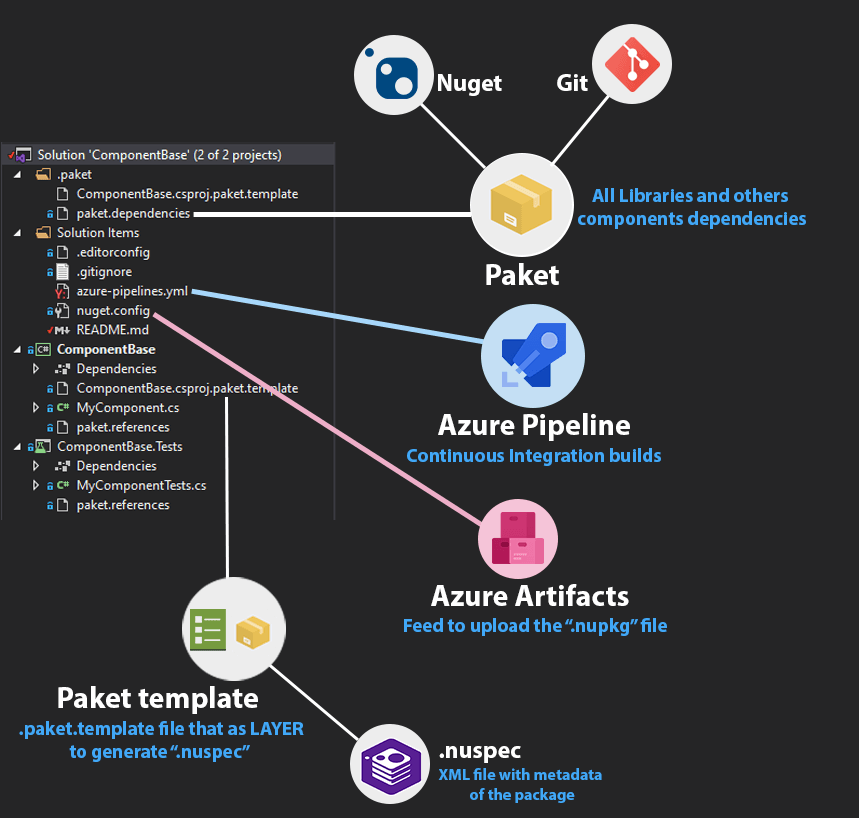 Nuget
Git
Solution 'ComponentBase' (2 of 2 projects)
.paket
ComponentBase.csproj.paket.template
paket.dependencies
Solution Items
.editorconfig
.gitignore
azure-pipelines.yml
nuget.config
M+ README.md
C# ComponentBase
Dependencies
ComponentBase.csproj.paket.template
C# MyComponent.cs
paket.references
ComponentBase.Tests
Dependencies
C# MyComponentTests.cs
paket.references
All Libraries and others
components dependencies
Paket
Azure Pipeline
Continuous integration builds
Azure Artifacts
Feed to upload the “.nupkg” file
Paket template
.paket.template file that as LAYER
to generate “.nuspec”
.nuspec
XML file with metadata
of the package